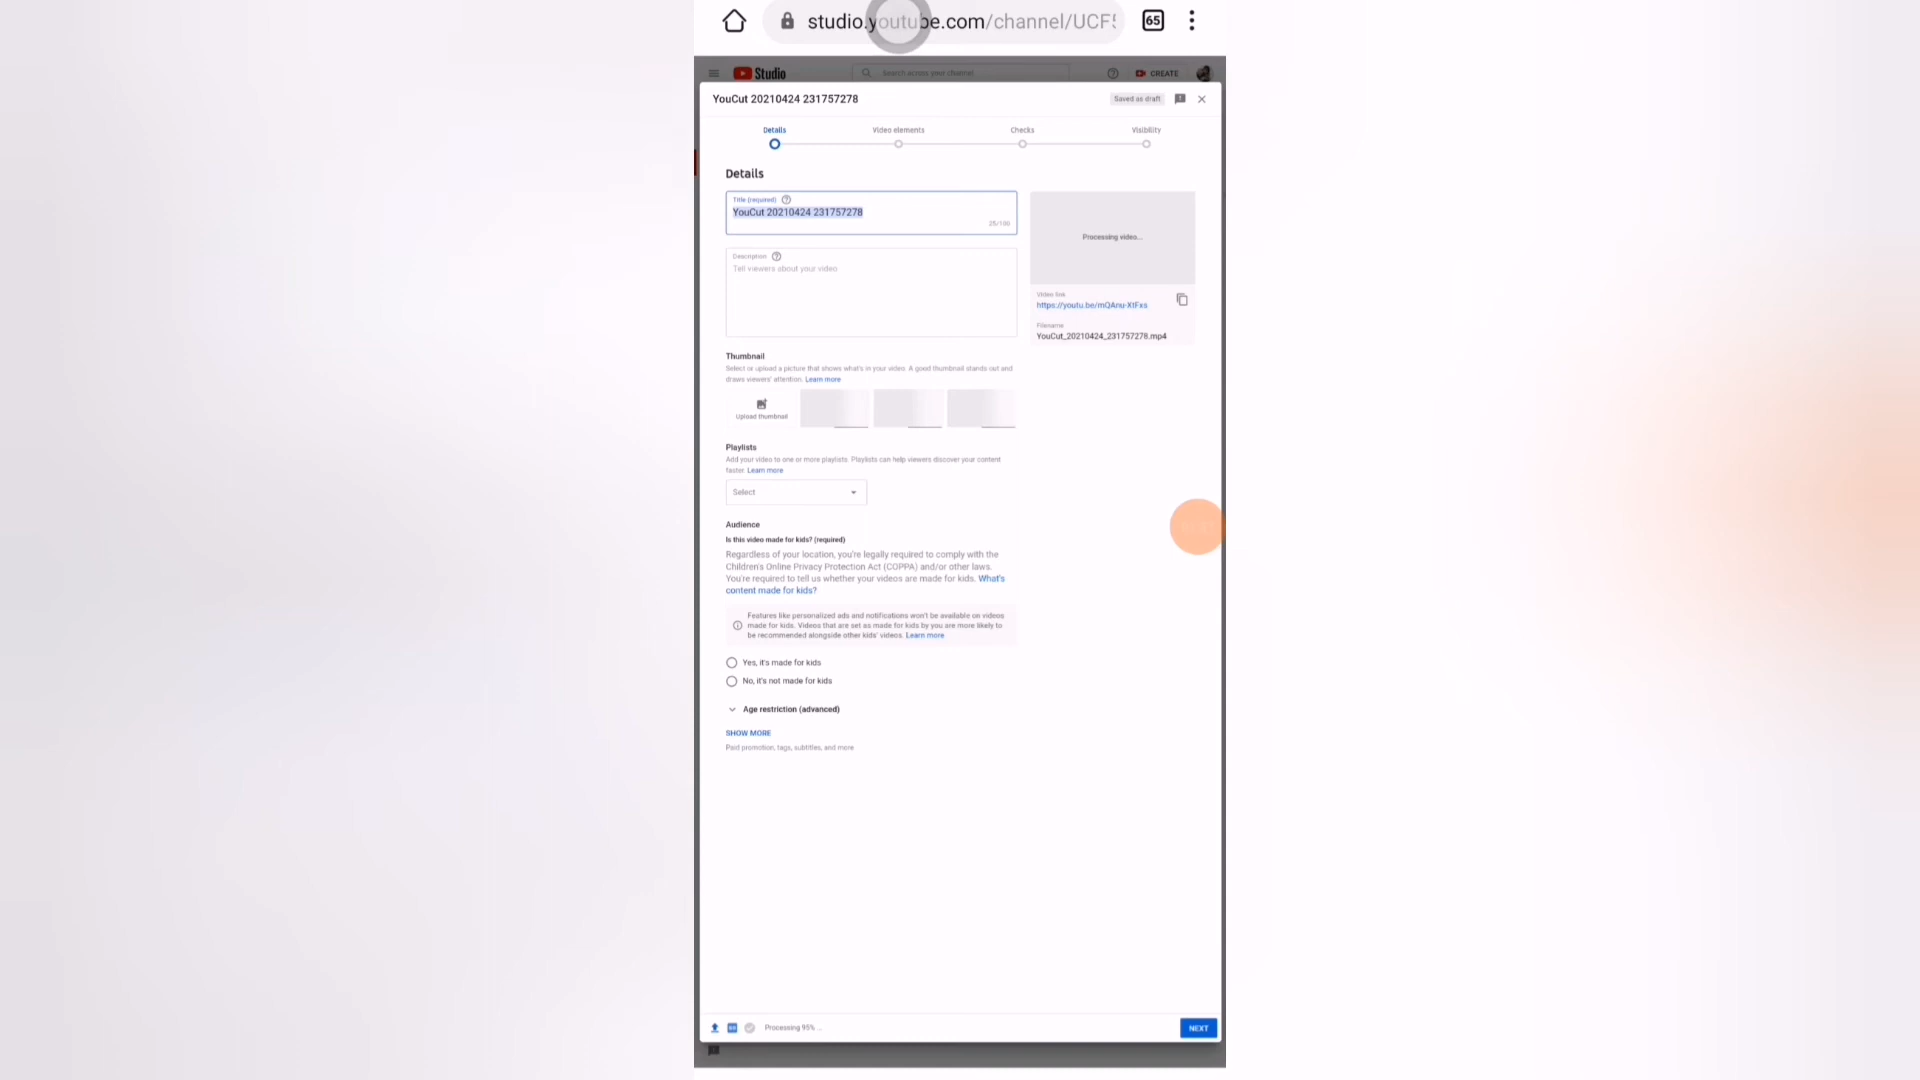 studio.youtube.com/channel/UCF
65
Studio
Search across your channel
CREATE
YouCut 20210424 231757278
Saved as draft
Details
Video elements
Checks
Visibility
Details
Title (required)
YouCut 20210424 231757278
25/100
Processing video...
Description
Tell viewers about your video
Video link
https://youtu.be/mQAnu-XtFxs
Filename
YouCut_20210424_231757278.mp4
Thumbnail
Select or upload a picture that shows what's in your video. A good thumbnail stands out and
draws viewers' attention. Learn more
Upload thumbnail
Playlists
Add your video to one or more playlists. Playlists can help viewers discover your content
faster. Learn more
Select
Audience
Is this video made for kids? (required)
Regardless of your location, you're legally required to comply with the
Children's Online Privacy Protection Act (COPPA) and/or other laws.
You're required to tell us whether your videos are made for kids. What's
content made for kids?
Features like personalized ads and notifications won't be available on videos
made for kids. Videos that are set as made for kids by you are more likely to
be recommended alongside other kids' videos. Learn more
Yes, it's made for kids
No, it's not made for kids
Age restriction (advanced)
SHOW MORE
Paid promotion, tags, subtitles, and more
Processing 95% ...
NEXT